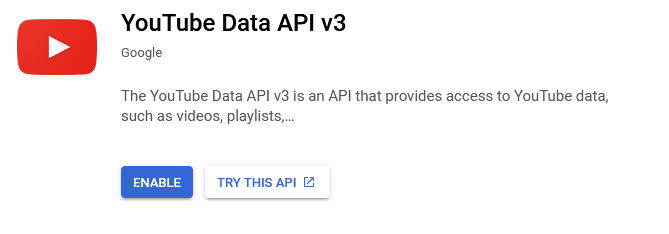 YouTube Data API v3
Google
The YouTube Data API v3 is an API that provides access to YouTube data,
such as videos, playlists,...
ENABLE
TRY THIS API